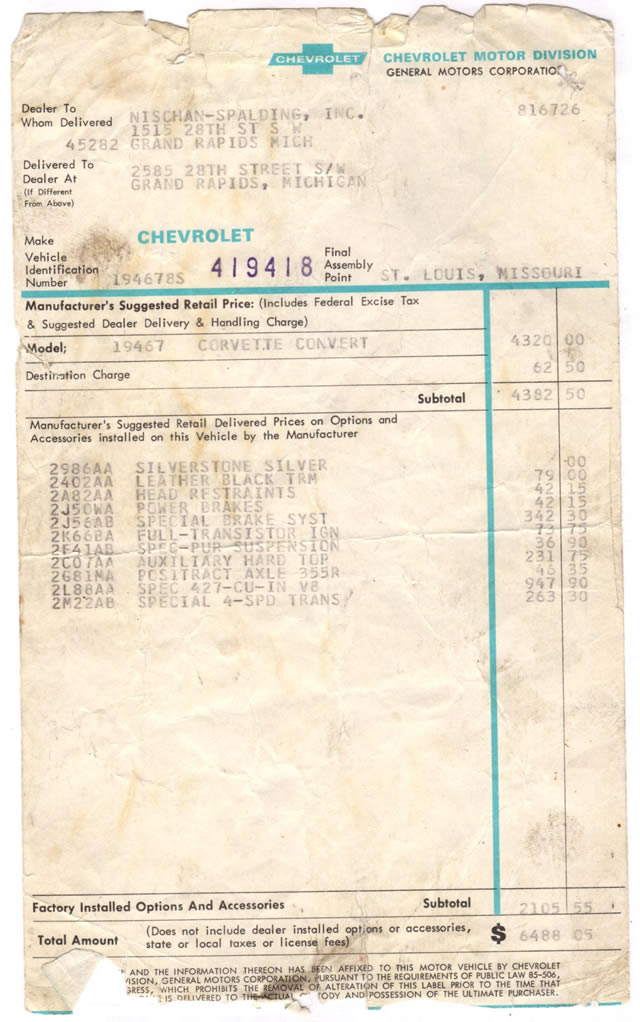 CHEVROLET CHEVROLET MOTOR DIVISION
GENERAL MOTORS CORPORATION
Dealer To
Whom Delivered NISCHAN-SPALDING, INC. 816726
1515 28TH ST S W
45282 GRAND RAPIDS MICH
Delivered To 2585 28TH STREET S/W
Dealer At GRAND RAPIDS, MICHIGAN
(If Different
From Above)
Make CHEVROLET
Vehicle Final
Identification 419418 Assembly
Number 194678S Point ST. LOUIS, MISSOURI
Manufacturer's Suggested Retail Price: (Includes Federal Excise Tax
& Suggested Dealer Delivery & Handling Charge)
Model; 19467 CORVETTE CONVERT 4320 00
Destination Charge 62 50
Subtotal 4382 50
Manufacturer's Suggested Retail Delivered Prices on Options and
Accessories installed on this Vehicle by the Manufacturer
2986AA SILVERSTONE SILVER .00
2402AA LEATHER BLACK TRM 79 00
2A82AA HEAD RESTRAINTS 42 15
2J50WA POWER BRAKES 42 15
2J56AB SPECIAL BRAKE SYST 342 30
2K66BA FULL-TRANSISTOR IGN 73 75
2F41AB SPEC-PUR SUSPENSION 36 90
2C07AA AUXILIARY HARD TOP 231 75
2G81MA POSITRACT AXLE 355R 46 35
2L88AA SPEC 427-CU-IN V8 947 90
2M22AB SPECIAL 4-SPD TRANS 263 30
Factory Installed Options And Accessories Subtotal 2105 55
Total Amount (Does not include dealer installed options or accessories, $ 6488 05
state or local taxes or license fees)
AND THE INFORMATION THEREON HAS BEEN AFFIXED TO THIS MOTOR VEHICLE BY CHEVROLET
VISION, GENERAL MOTORS CORPORATION, PURSUANT TO THE REQUIREMENTS OF PUBLIC LAW 85-506,
GRESS, WHICH PROHIBITS THE REMOVAL OF ALTERATION OF THIS LABEL PRIOR TO THE TIME THAT
IS DELIVERED TO THE ACTUAL TODY AND POSSESSION OF THE ULTIMATE PURCHASER.